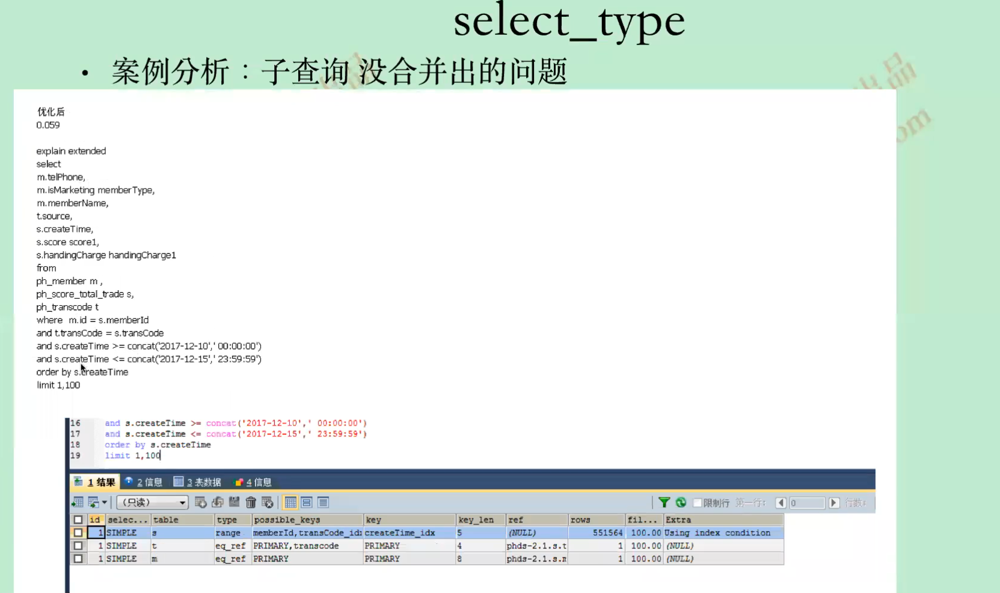 select_type
• 案例分析：子查询 没合并出的问题
优化后
0.059
explain extended
select
m.telPhone,
m.isMarketing memberType,
m.memberName,
t.source,
s.createTime,
s.score score1,
s.handingCharge handingCharge1
from
ph_member m ,
ph_score_total_trade s,
ph_transcode t
where m.id = s.memberId
and t.transCode = s.transCode
and s.createTime >= concat('2017-12-10',' 00:00:00')
and s.createTime <= concat('2017-12-15',' 23:59:59')
order by s.createTime
limit 1,100
16 and s.createTime >= concat('2017-12-10',' 00:00:00')
17 and s.createTime <= concat('2017-12-15',' 23:59:59')
18 order by s.createTime
19 limit 1,100
1 结果 2 信息 3 表数据 4 信息
（只读） 限制行 第一行: 0 行数:
id selec... table type possible_keys key key_len ref rows fil... Extra
1 SIMPLE s range memberId,transCode_id createTime_idx 5 (NULL) 551564 100.00 Using index condition
1 SIMPLE t eq_ref PRIMARY,transcode PRIMARY 4 phds-2.1.s.t 1 100.00 (NULL)
1 SIMPLE m eq_ref PRIMARY PRIMARY 8 phds-2.1.s.m 1 100.00 (NULL)
出品
om